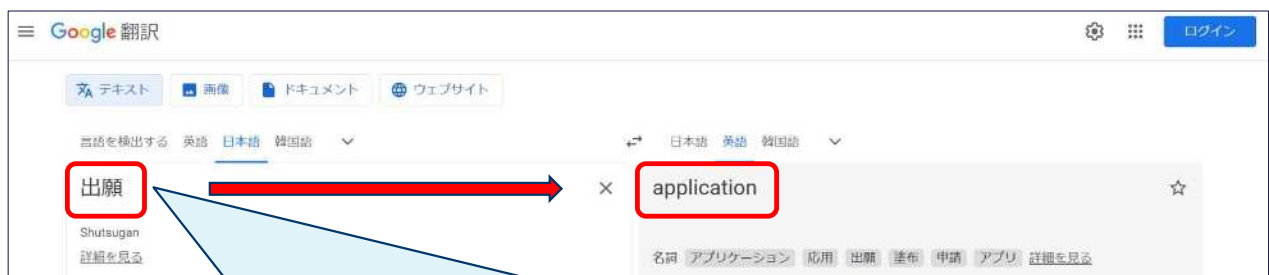 Google 翻訳
ログイン
テキスト 画像 ドキュメント ウェブサイト
言語を検出する 英語 日本語 韓国語
日本語 英語 韓国語
出願
application
Shutsugan
詳細を見る
名詞 アプリケーション 応用 出願 塗布 申請 アプリ 詳細を見る